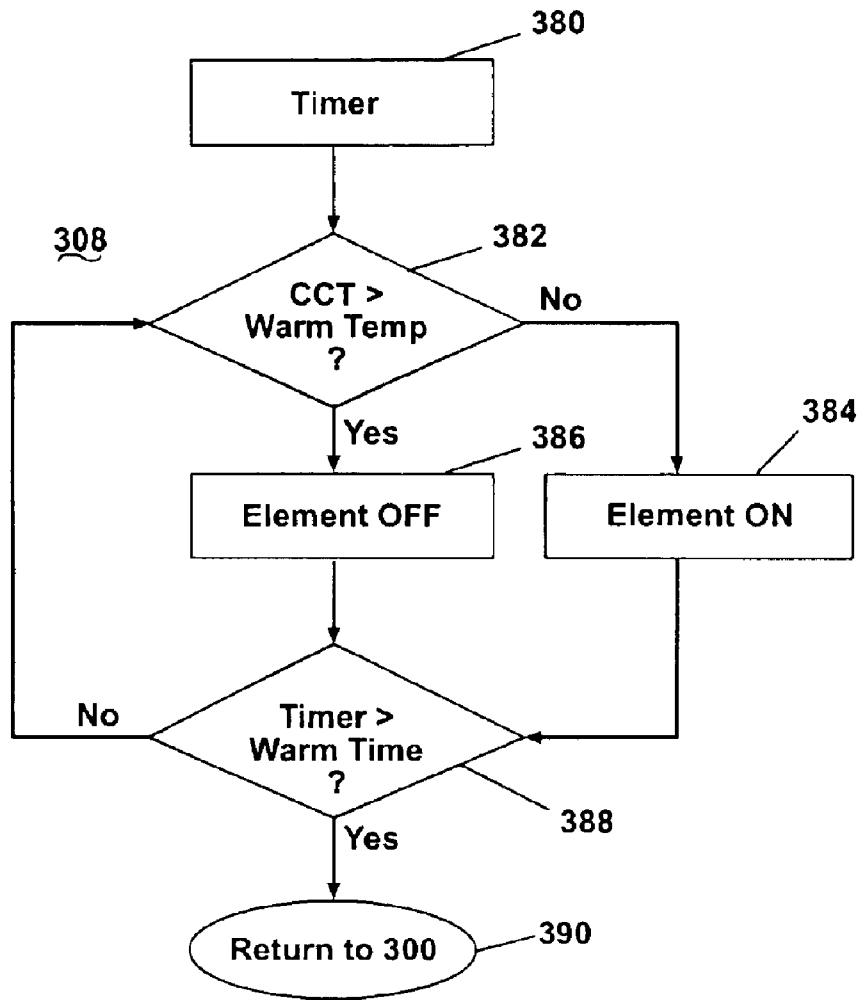 380
Timer
308
382
CCT >
Warm Temp
?
No
Yes
386
384
Element OFF
Element ON
No
Timer >
Warm Time
?
388
Yes
Return to 300
390